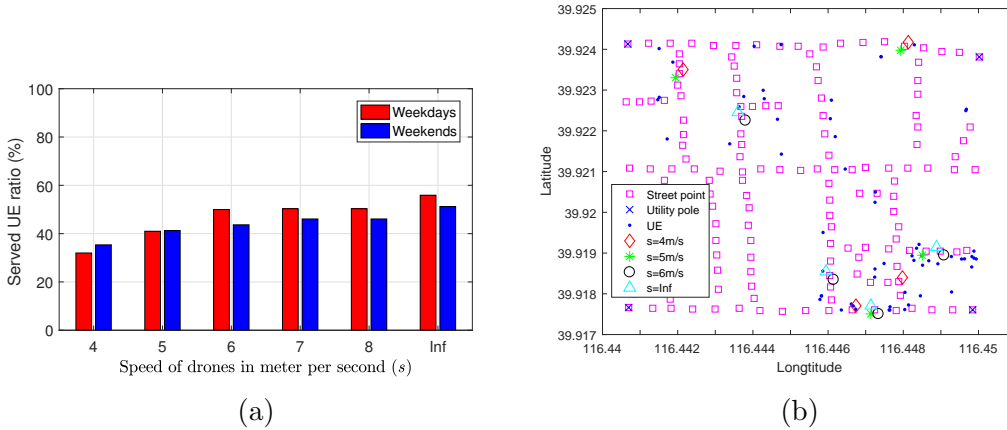 100
80
60
40
20
0
Served UE ratio (%)
Weekdays
Weekends
4 5 6 7 8 Inf
Speed of drones in meter per second (s)
(a)
39.925
39.924
39.923
39.922
39.921
39.92
39.919
39.918
39.917
Latitude
Street point
Utility pole
UE
s=4m/s
s=5m/s
s=6m/s
s=Inf
116.44 116.442 116.444 116.446 116.448 116.45
Longtitude
(b)